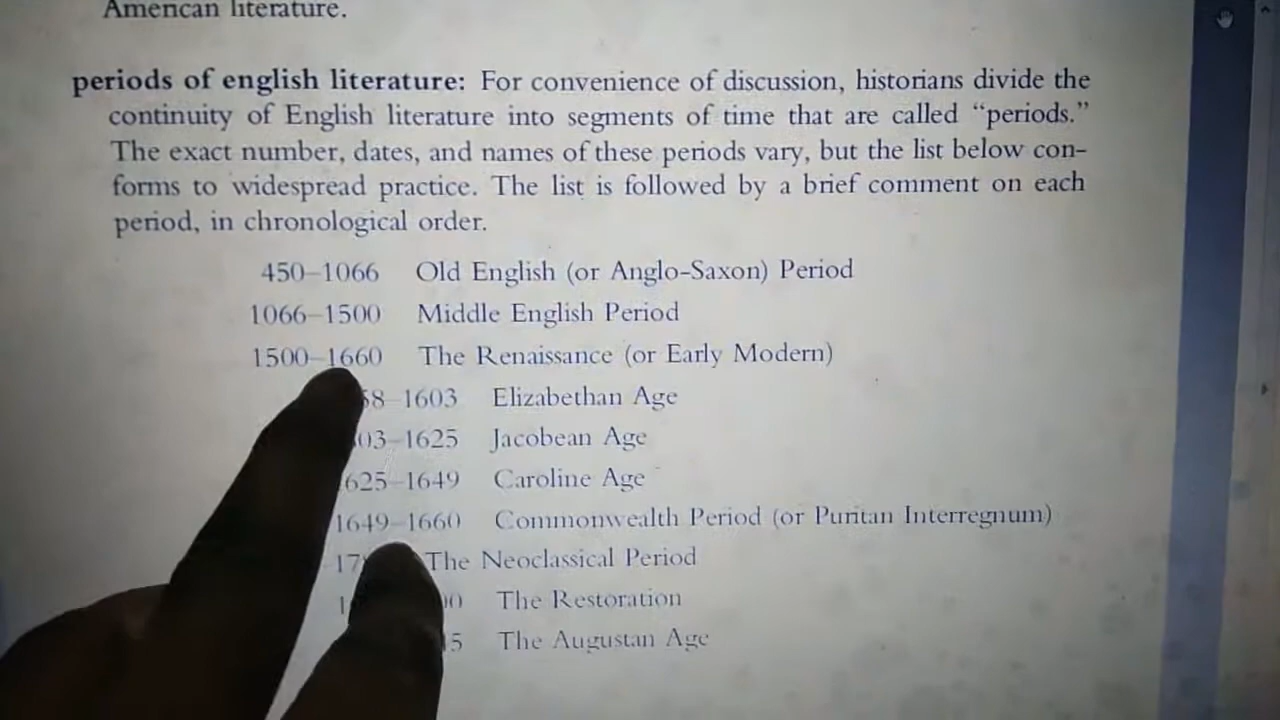 American literature.
periods of english literature: For convenience of discussion, historians divide the
continuity of English literature into segments of time that are called “periods.”
The exact number, dates, and names of these periods vary, but the list below con-
forms to widespread practice. The list is followed by a brief comment on each
period, in chronological order.
450–1066 Old English (or Anglo-Saxon) Period
1066–1500 Middle English Period
1500–1660 The Renaissance (or Early Modern)
1603 Elizabethan Age
1625 Jacobean Age
1649 Caroline Age
1649–1660 Commonwealth Period (or Puritan Interregnum)
The Neoclassical Period
The Restoration
The Augustan Age